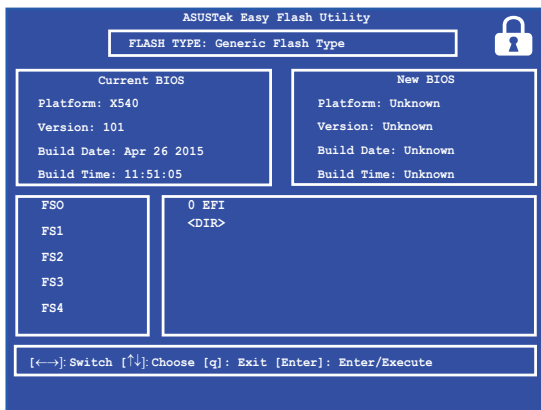 ASUSTek Easy Flash Utility
FLASH TYPE: Generic Flash Type
Current BIOS
Platform: X540
Version: 101
Build Date: Apr 26 2015
Build Time: 11:51:05
New BIOS
Platform: Unknown
Version: Unknown
Build Date: Unknown
Build Time: Unknown
FSO
FS1
FS2
FS3
FS4
0 EFI
<DIR>
[←→]: Switch [↑↓]: Choose [q]: Exit [Enter]: Enter/Execute